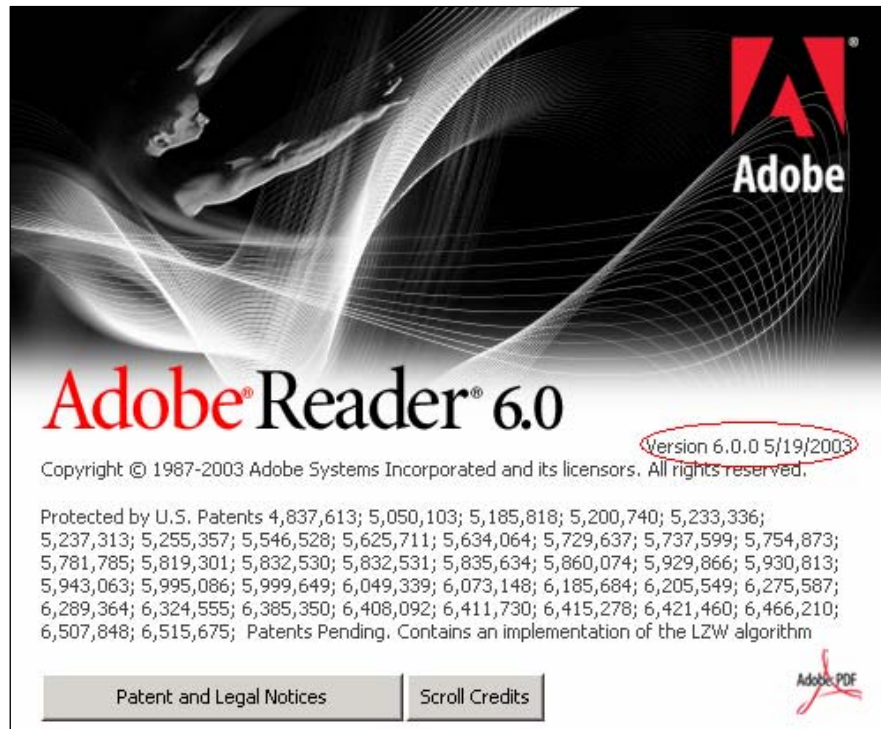 ®
Adobe
Adobe® Reader® 6.0
Version 6.0.0 5/19/2003
Copyright © 1987-2003 Adobe Systems Incorporated and its licensors. All rights reserved.
Protected by U.S. Patents 4,837,613; 5,050,103; 5,185,818; 5,200,740; 5,233,336;
5,237,313; 5,255,357; 5,546,528; 5,625,711; 5,634,064; 5,729,637; 5,737,599; 5,754,873;
5,781,785; 5,819,301; 5,832,530; 5,832,531; 5,835,634; 5,860,074; 5,929,866; 5,930,813;
5,943,063; 5,995,086; 5,999,649; 6,049,339; 6,073,148; 6,185,684; 6,205,549; 6,275,587;
6,289,364; 6,324,555; 6,385,350; 6,408,092; 6,411,730; 6,415,278; 6,421,460; 6,466,210;
6,507,848; 6,515,675; Patents Pending. Contains an implementation of the LZW algorithm
Patent and Legal Notices
Scroll Credits
Adobe PDF